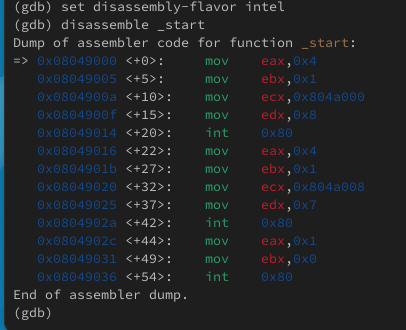 (gdb) set disassembly-flavor intel
(gdb) disassemble _start
Dump of assembler code for function _start:
=> 0x08049000 <+0>:     mov    eax,0x4
   0x08049005 <+5>:     mov    ebx,0x1
   0x0804900a <+10>:    mov    ecx,0x804a000
   0x0804900f <+15>:    mov    edx,0x8
   0x08049014 <+20>:    int    0x80
   0x08049016 <+22>:    mov    eax,0x4
   0x0804901b <+27>:    mov    ebx,0x1
   0x08049020 <+32>:    mov    ecx,0x804a008
   0x08049025 <+37>:    mov    edx,0x7
   0x0804902a <+42>:    int    0x80
   0x0804902c <+44>:    mov    eax,0x1
   0x08049031 <+49>:    mov    ebx,0x0
   0x08049036 <+54>:    int    0x80
End of assembler dump.
(gdb)